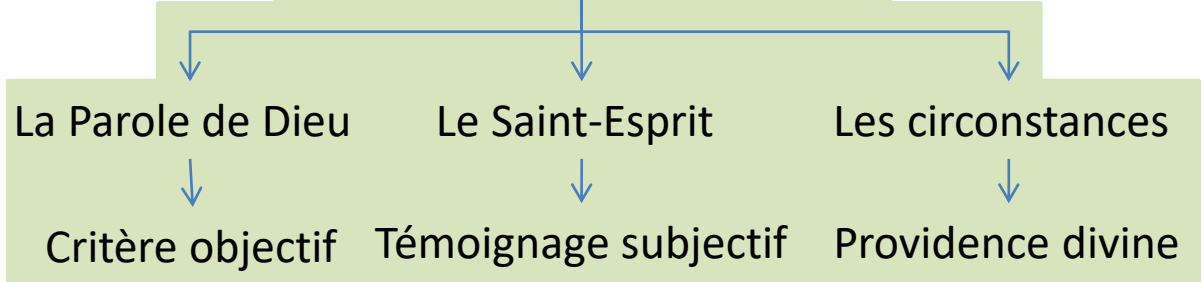 La Parole de Dieu Le Saint-Esprit Les circonstances
Critère objectif Témoignage subjectif Providence divine